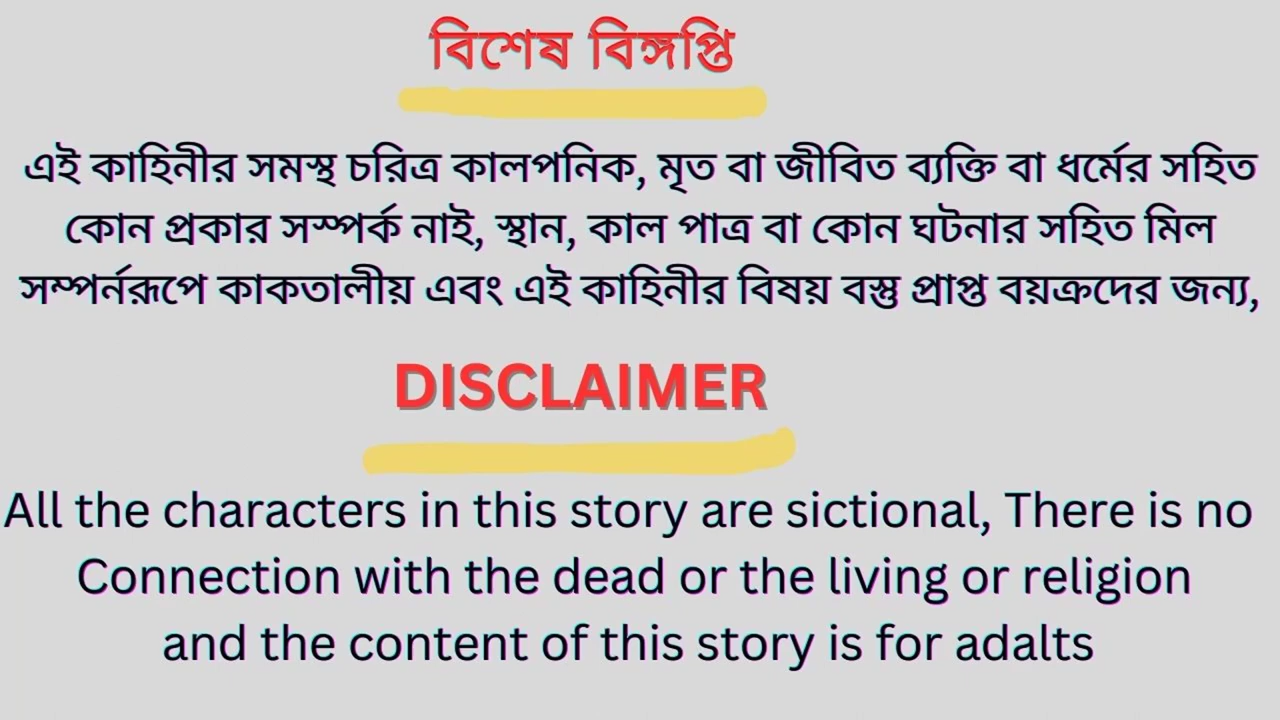 বিশেষ বিঙ্গপ্তি
এই কাহিনীর সমস্থ চরিত্র কালপনিক, মৃত বা জীবিত ব্যক্তি বা ধর্মের সহিত
কোন প্রকার সস্পর্ক নাই, স্থান, কাল পাত্র বা কোন ঘটনার সহিত মিল
সম্পর্নরূপে কাকতালীয় এবং এই কাহিনীর বিষয় বস্তু প্রাপ্ত বয়ক্রদের জন্য,
DISCLAIMER
All the characters in this story are sictional, There is no
Connection with the dead or the living or religion
and the content of this story is for adalts